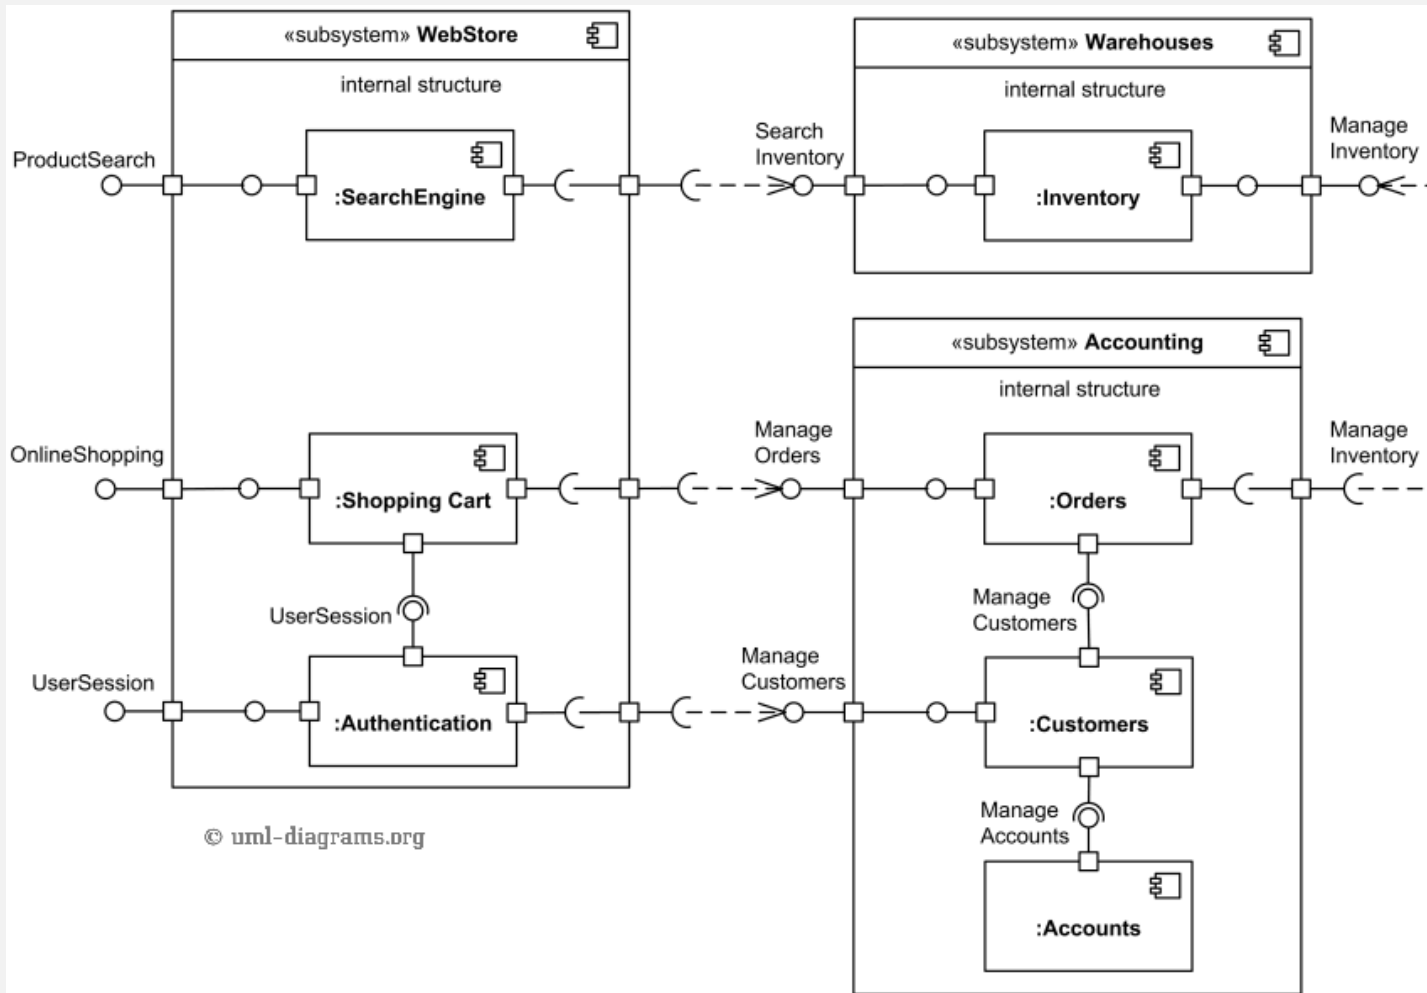 «subsystem» WebStore
internal structure
ProductSearch
:SearchEngine
OnlineShopping
:Shopping Cart
UserSession
UserSession
:Authentication
© uml-diagrams.org
Search
Inventory
«subsystem» Warehouses
internal structure
:Inventory
Manage
Inventory
«subsystem» Accounting
internal structure
Manage
Orders
:Orders
Manage
Inventory
Manage
Customers
Manage
Customers
:Customers
Manage
Accounts
:Accounts